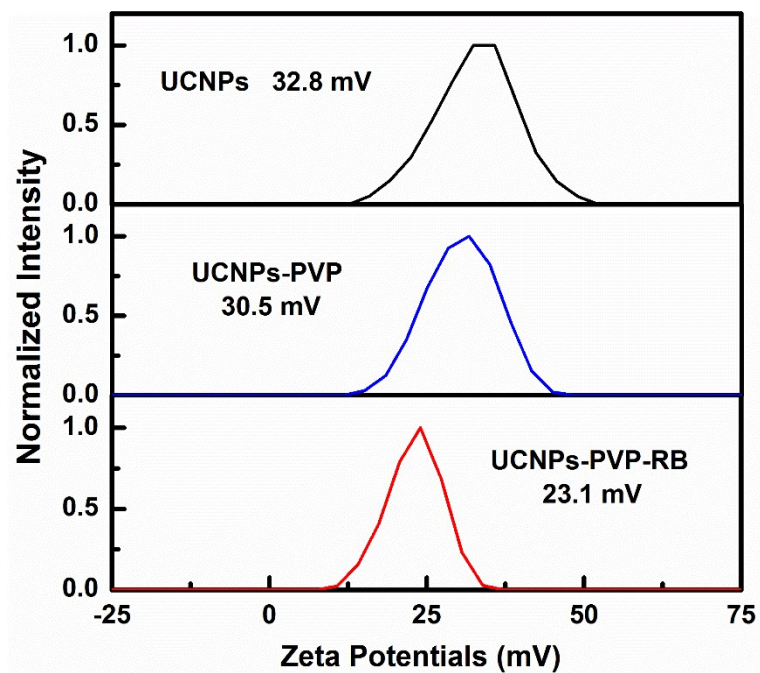 Normalized Intensity
1.0
0.5
0.0
UCNPs 32.8 mV
1.0
0.5
0.0
UCNPs-PVP
30.5 mV
1.0
0.5
0.0
UCNPs-PVP-RB
23.1 mV
-25 0 25 50 75
Zeta Potentials (mV)